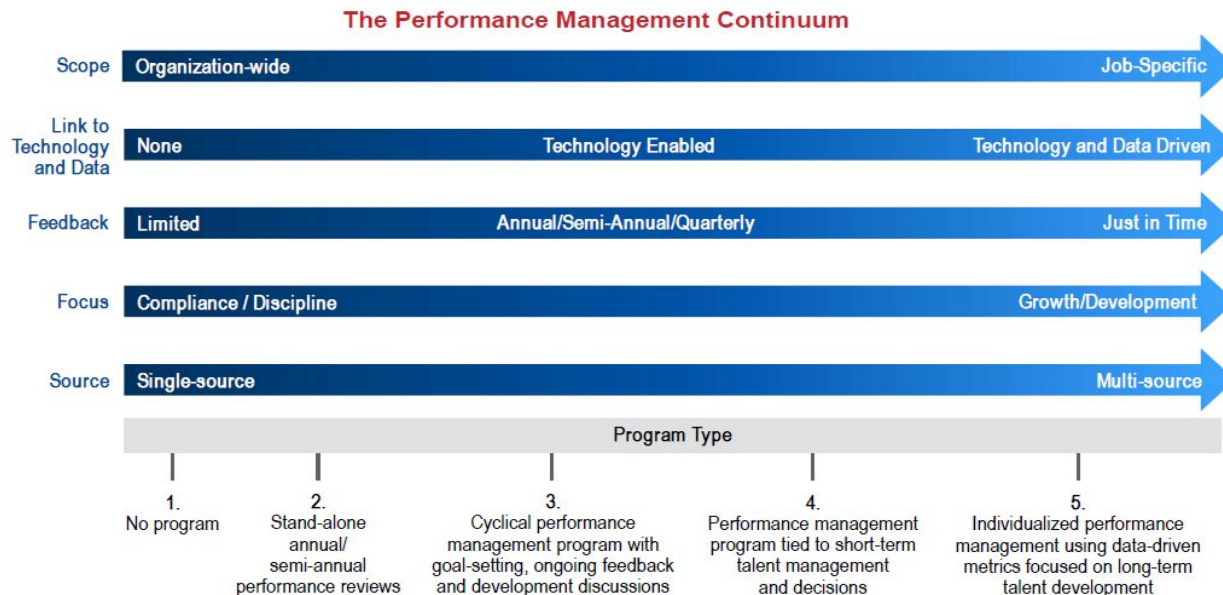 The Performance Management Continuum
Scope
Organization-wide
Job-Specific
Link to
Technology
and Data
None
Technology Enabled
Technology and Data Driven
Feedback
Limited
Annual/Semi-Annual/Quarterly
Just in Time
Focus
Compliance / Discipline
Growth/Development
Source
Single-source
Multi-source
Program Type
1.
No program
2.
Stand-alone
annual/
semi-annual
performance reviews
3.
Cyclical performance
management program with
goal-setting, ongoing feedback
and development discussions
4.
Performance management
program tied to short-term
talent management
and decisions
5.
Individualized performance
management using data-driven
metrics focused on long-term
talent development